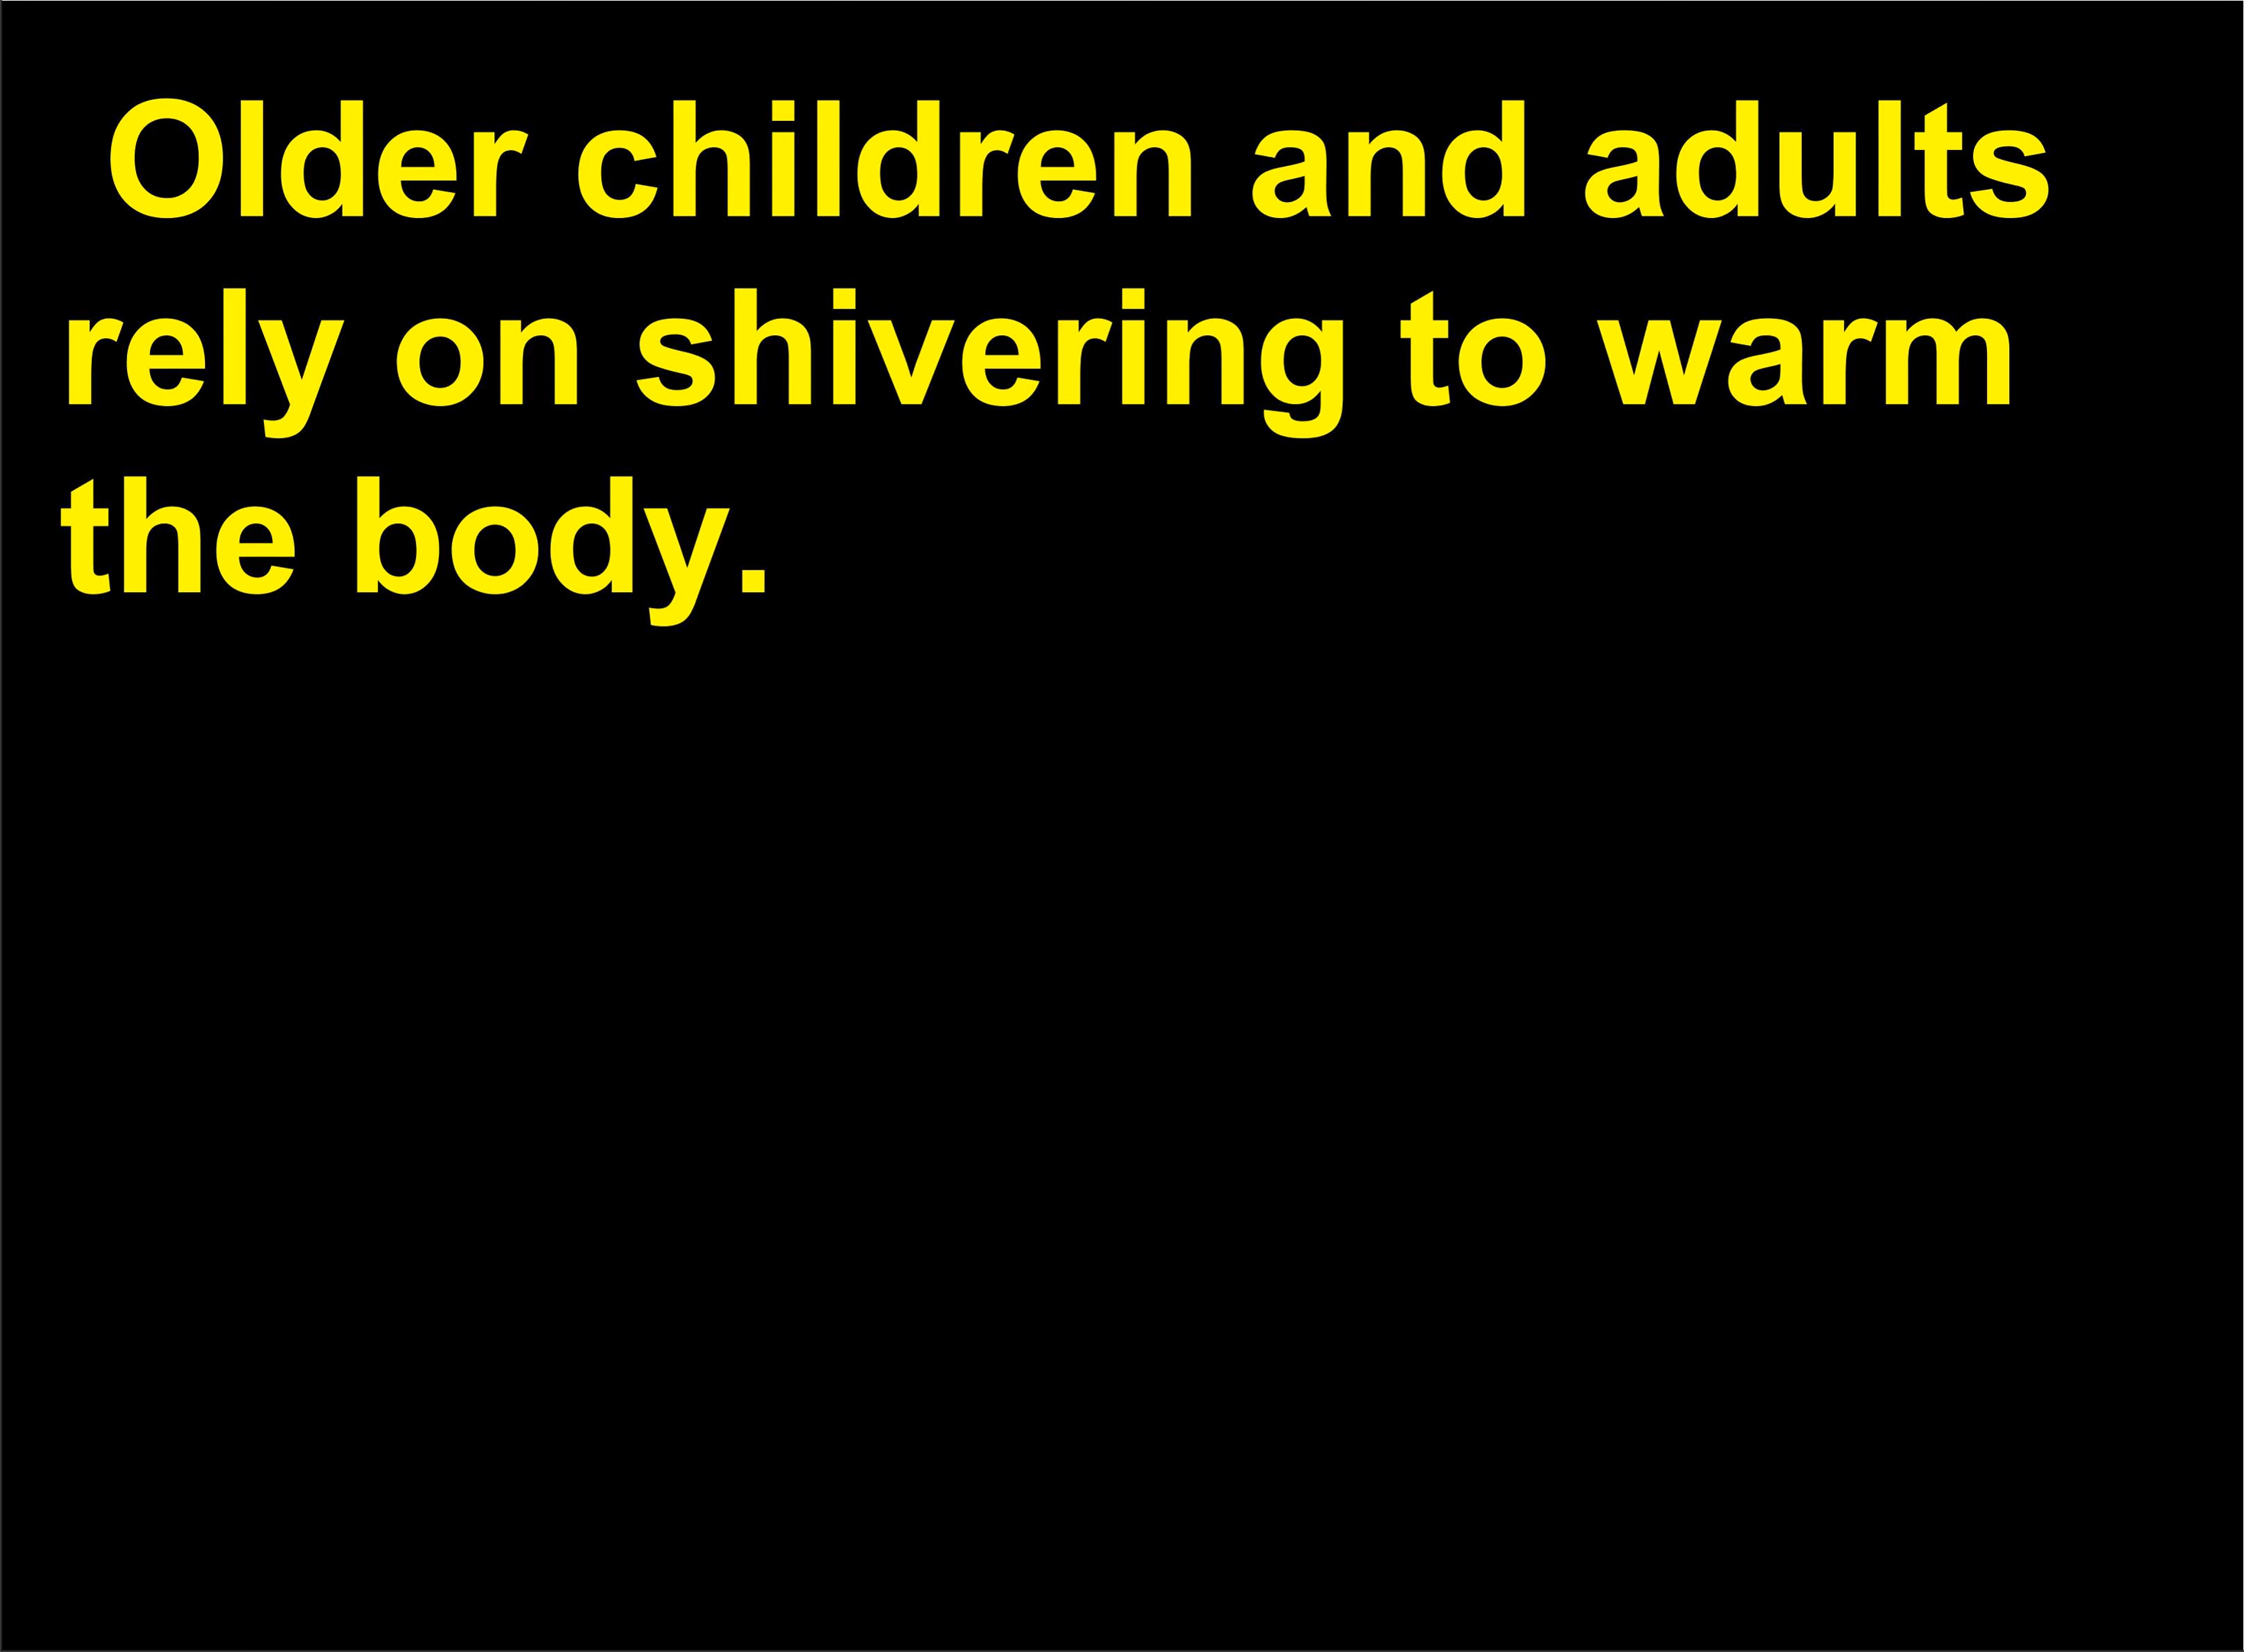 Older children and adults
rely on shivering to warm
the body.